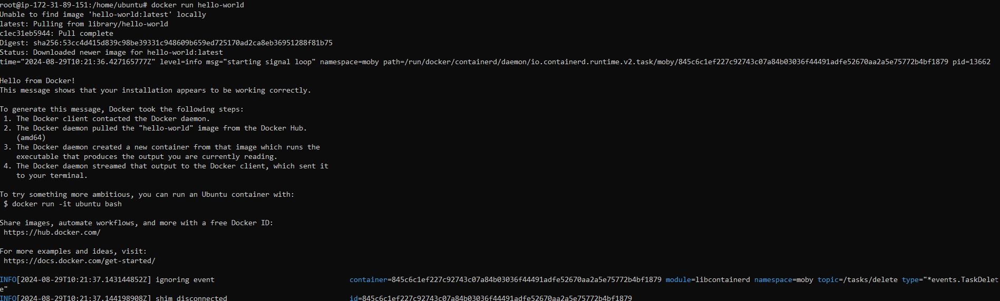 root@ip-172-31-89-151:/home/ubuntu# docker run hello-world
Unable to find image 'hello-world:latest' locally
latest: Pulling from library/hello-world
c1ec31eb5944: Pull complete
Digest: sha256:53cc4d415d839c98be39331c948609b659ed725170ad2ca8eb36951288f81b75
Status: Downloaded newer image for hello-world:latest
time="2024-08-29T10:21:36.427165777Z" level=info msg="starting signal loop" namespace=moby path=/run/docker/containerd/daemon/io.containerd.runtime.v2.task/moby/845c6c1ef227c92743c07a84b03036f44491adfe52670aa2a5e75772b4bf1879 pid=13662
Hello from Docker!
This message shows that your installation appears to be working correctly.
To generate this message, Docker took the following steps:
1. The Docker client contacted the Docker daemon.
2. The Docker daemon pulled the "hello-world" image from the Docker Hub.
(amd64)
3. The Docker daemon created a new container from that image which runs the
executable that produces the output you are currently reading.
4. The Docker daemon streamed that output to the Docker client, which sent it
to your terminal.
To try something more ambitious, you can run an Ubuntu container with:
$ docker run -it ubuntu bash
Share images, automate workflows, and more with a free Docker ID:
https://hub.docker.com/
For more examples and ideas, visit:
https://docs.docker.com/get-started/
INFO[2024-08-29T10:21:37.143144852Z] ignoring event container=845c6c1ef227c92743c07a84b03036f44491adfe52670aa2a5e75772b4bf1879 module=libcontainerd namespace=moby topic=/tasks/delete type="*events.TaskDelet
e"
INFO[2024-08-29T10:21:37.144198908Z] shim disconnected id=845c6c1ef227c92743c07a84b03036f44491adfe52670aa2a5e75772b4bf1879